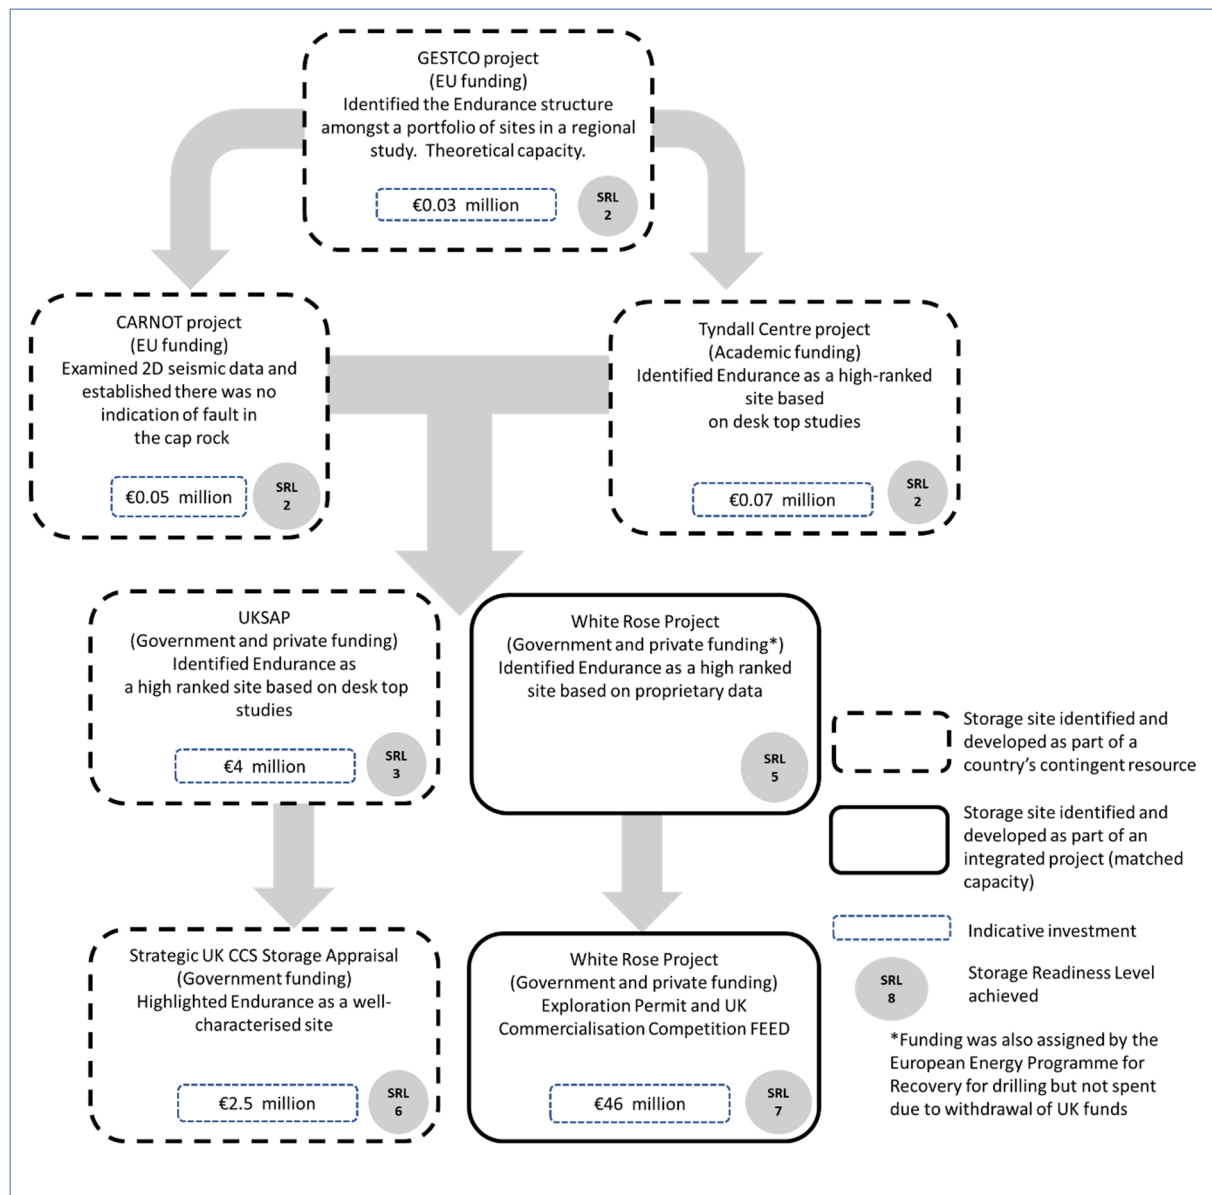 GESTCO project
(EU funding)
Identified the Endurance structure
amongst a portfolio of sites in a regional
study.  Theoretical capacity.
€0.03  million
SRL
2
CARNOT project
(EU funding)
Examined 2D seismic data and
established there was no
indication of fault in
the cap rock
€0.05  million
SRL
2
Tyndall Centre project
(Academic funding)
Identified Endurance as a high-ranked
site based
on desk top studies
€0.07  million
SRL
2
UKSAP
(Government and private funding)
Identified Endurance as
a high ranked site based on desk top
studies
€4  million
SRL
3
White Rose Project
(Government and private funding*)
Identified Endurance as a high ranked
site based on proprietary data
SRL
5
Strategic UK CCS Storage Appraisal
(Government funding)
Highlighted Endurance as a well-
characterised site
€2.5  million
SRL
6
White Rose Project
(Government and private funding)
Exploration Permit and UK
Commercialisation Competition FEED
€46  million
SRL
7
Storage site identified and
developed as part of a
country’s contingent resource
Storage site identified and
developed as part of an
integrated project (matched
capacity)
Indicative investment
SRL
8
Storage Readiness Level
achieved
*Funding was also assigned by the
European Energy Programme for
Recovery for drilling but not spent
due to withdrawal of UK funds